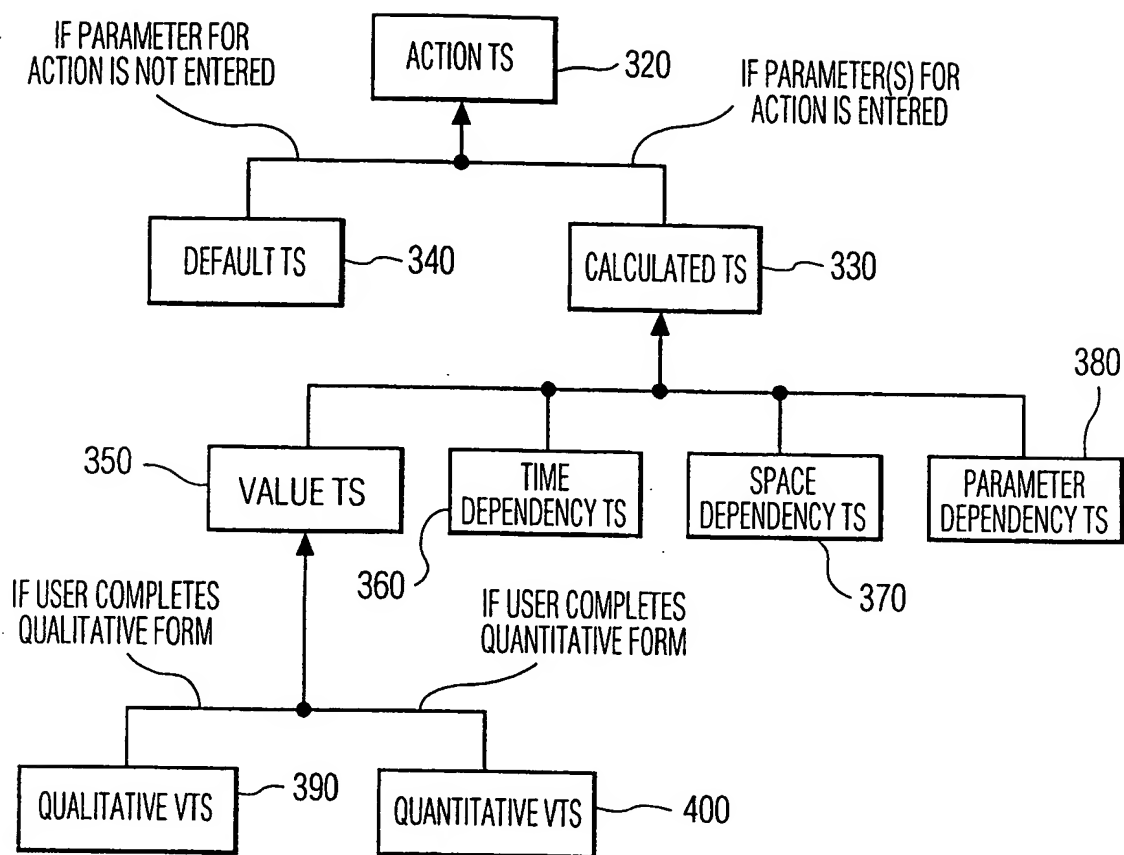 IF PARAMETER FOR
ACTION IS NOT ENTERED
ACTION TS
320
IF PARAMETER(S) FOR
ACTION IS ENTERED
DEFAULT TS
340
CALCULATED TS
330
380
350
VALUE TS
TIME
DEPENDENCY TS
SPACE
DEPENDENCY TS
PARAMETER
DEPENDENCY TS
360
370
IF USER COMPLETES
QUALITATIVE FORM
IF USER COMPLETES
QUANTITATIVE FORM
QUALITATIVE VTS
390
QUANTITATIVE VTS
400